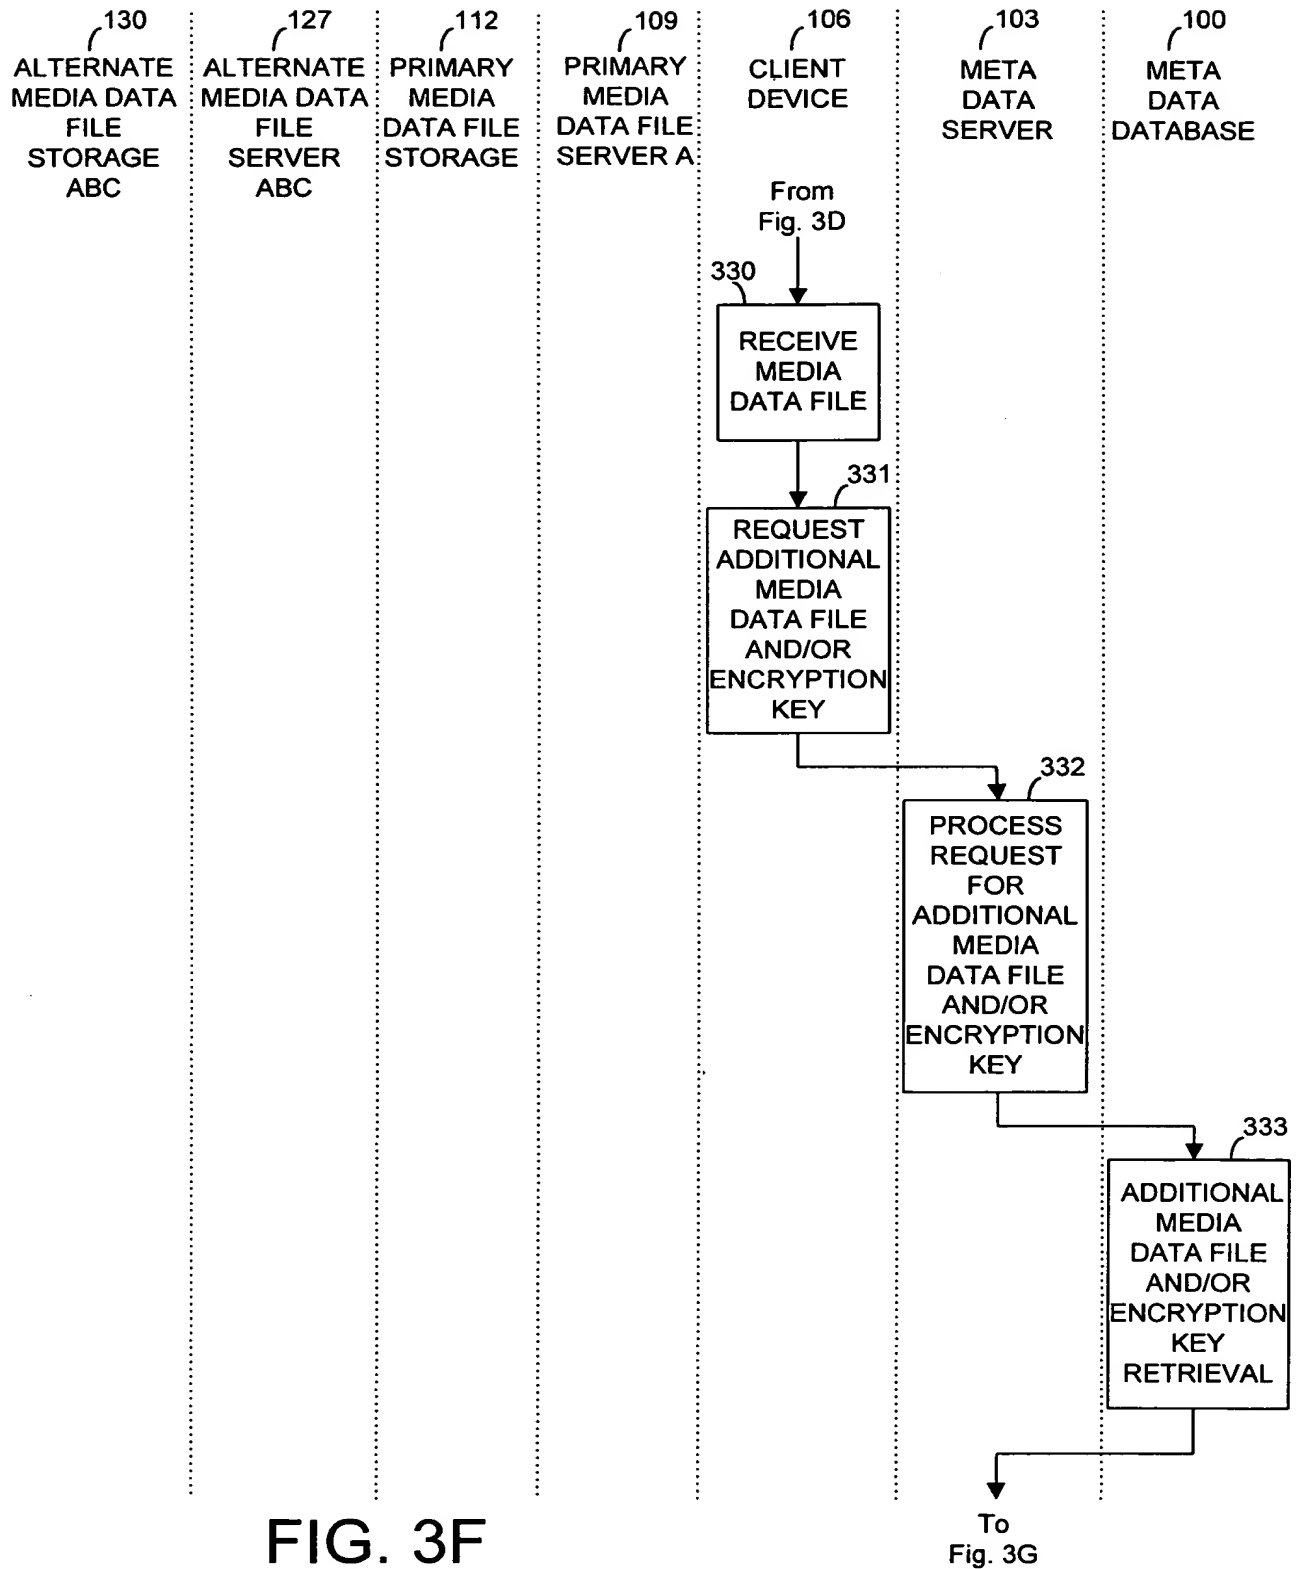 130
ALTERNATE
MEDIA DATA
FILE
STORAGE
ABC
127
ALTERNATE
MEDIA DATA
FILE
SERVER
ABC
112
PRIMARY
MEDIA
DATA FILE
STORAGE
109
PRIMARY
MEDIA
DATA FILE
SERVER A
106
CLIENT
DEVICE
103
META
DATA
SERVER
100
META
DATA
DATABASE
From
Fig. 3D
330
RECEIVE
MEDIA
DATA FILE
331
REQUEST
ADDITIONAL
MEDIA
DATA FILE
AND/OR
ENCRYPTION
KEY
332
PROCESS
REQUEST
FOR
ADDITIONAL
MEDIA
DATA FILE
AND/OR
ENCRYPTION
KEY
333
ADDITIONAL
MEDIA
DATA FILE
AND/OR
ENCRYPTION
KEY
RETRIEVAL
To
Fig. 3G
FIG. 3F